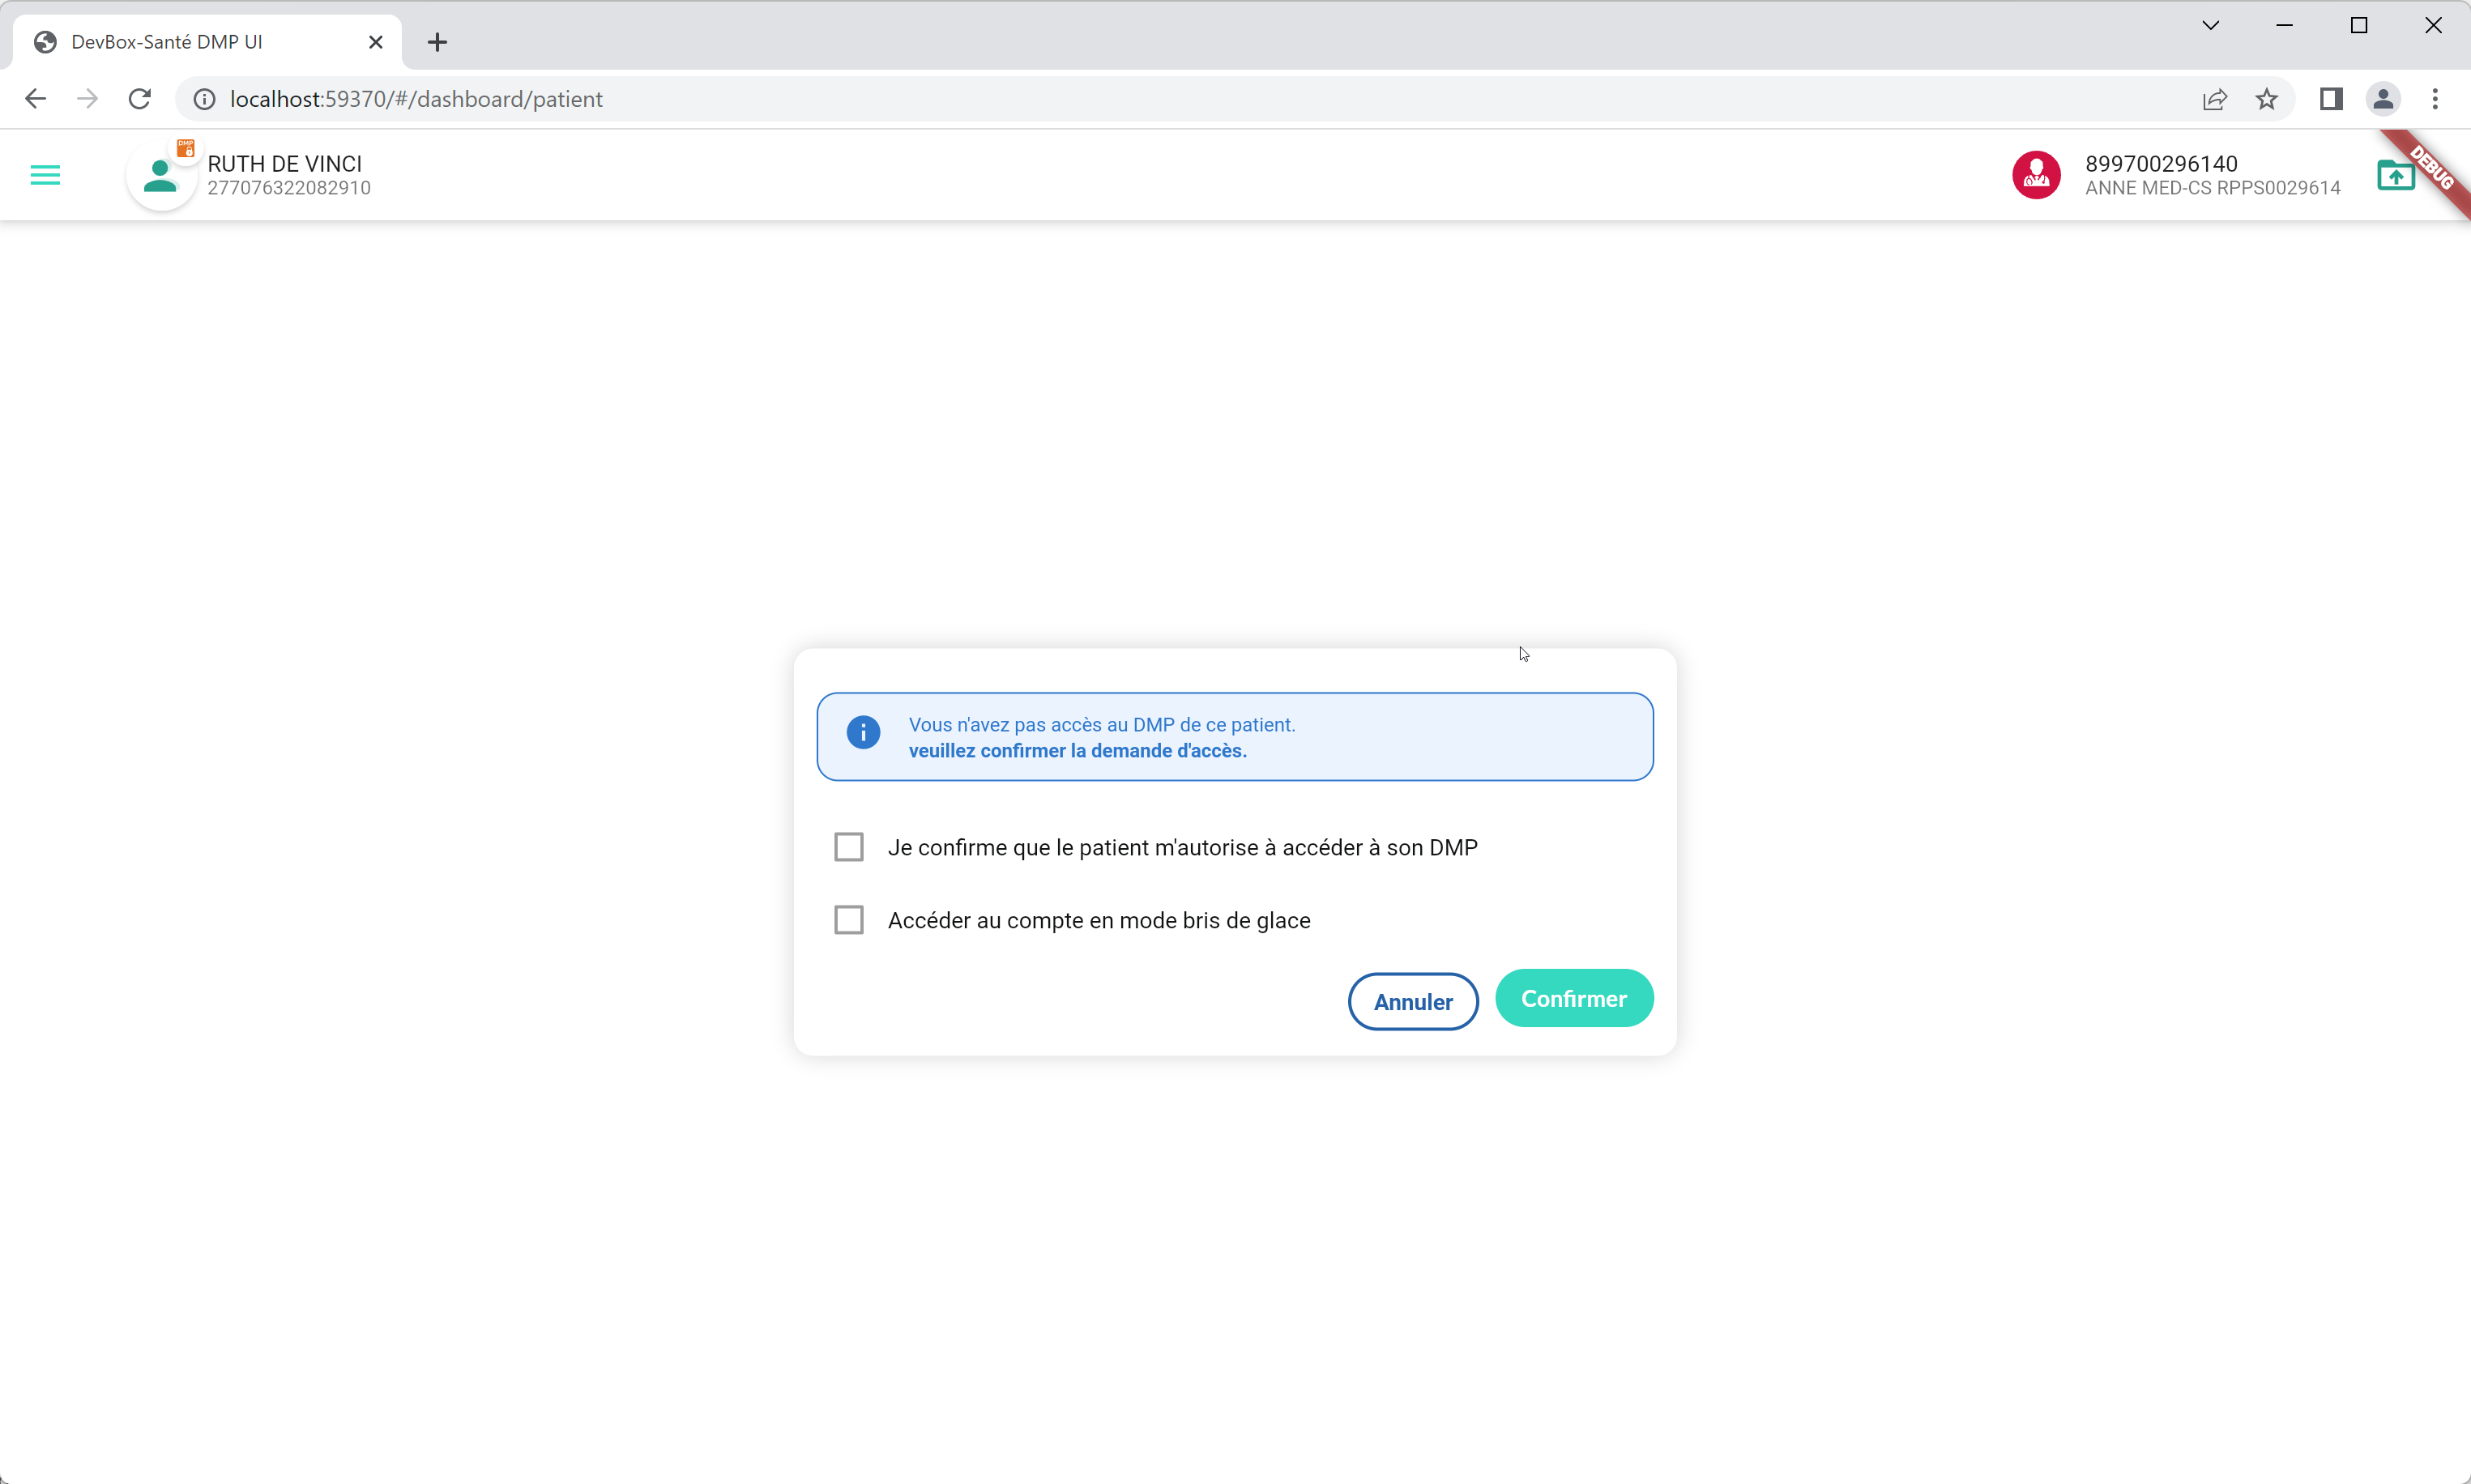 DevBox-Santé DMP UI
localhost:59370/#/dashboard/patient
DMP
RUTH DE VINCI
277076322082910
899700296140
ANNE MED-CS RPPS0029614
DEBUG
Vous n'avez pas accès au DMP de ce patient.
veuillez confirmer la demande d'accès.
Je confirme que le patient m'autorise à accéder à son DMP
Accéder au compte en mode bris de glace
Annuler
Confirmer